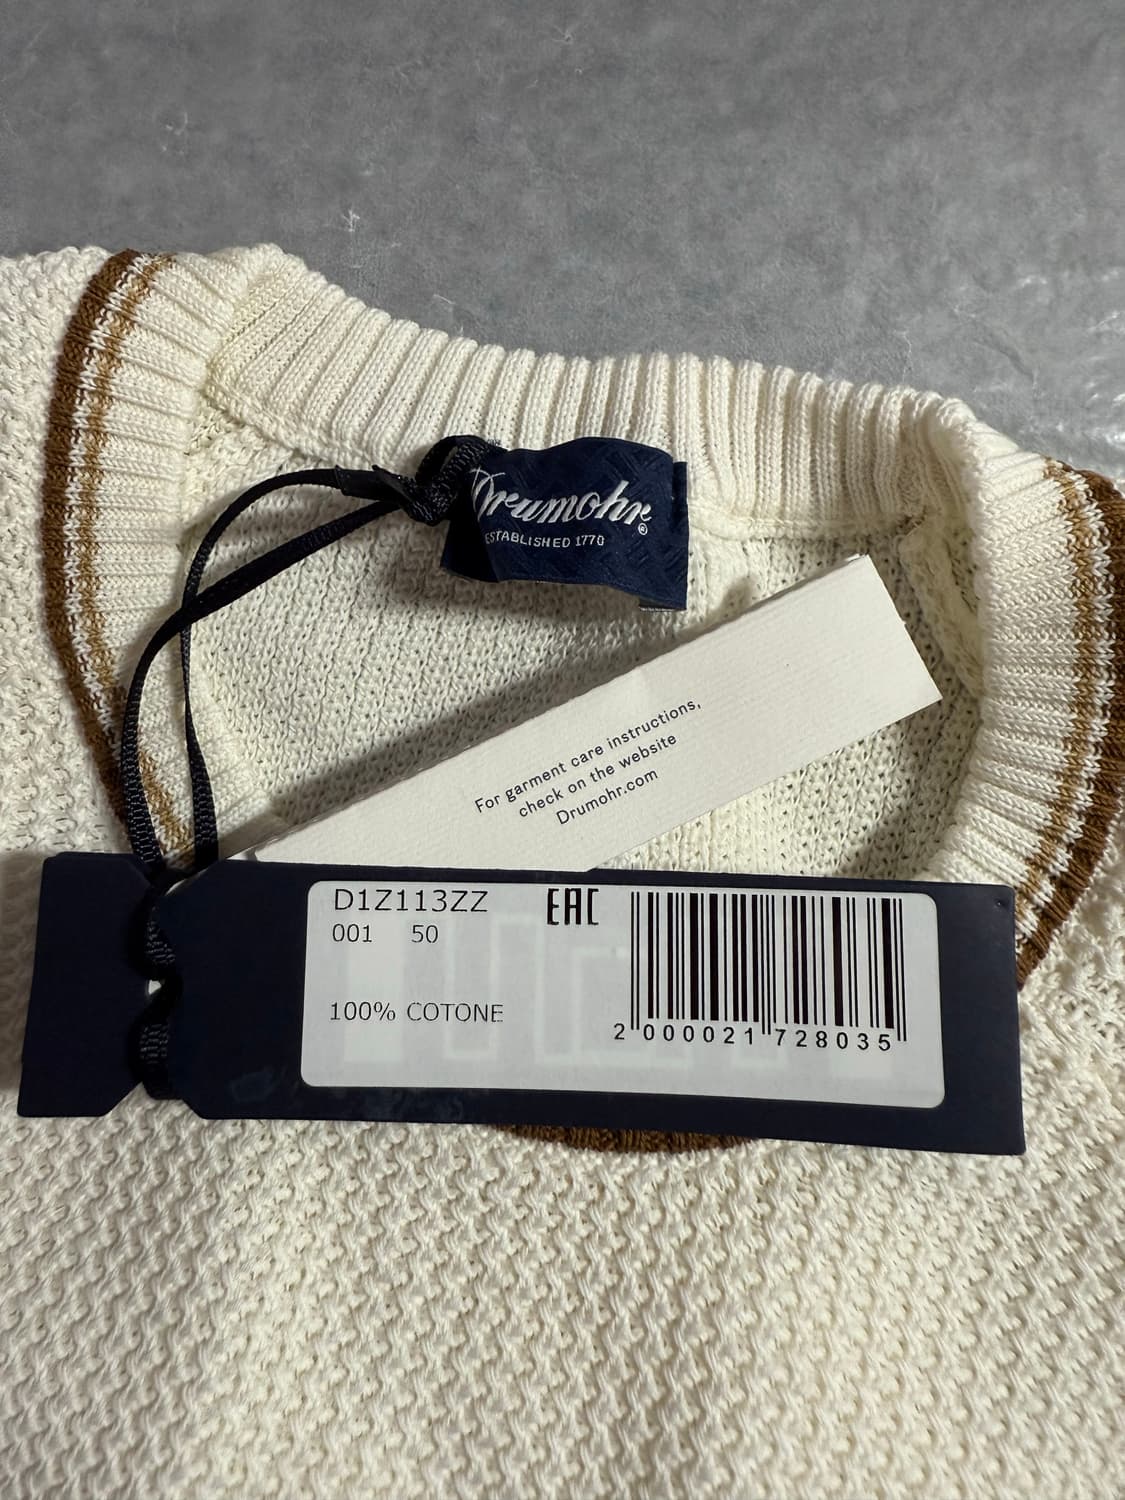 Drumohr®
ESTABLISHED 1770
For garment care instructions,
check on the website
Drumohr.com
D1Z113ZZ
001 50
EAC
100% COTONE
2 000021 728035